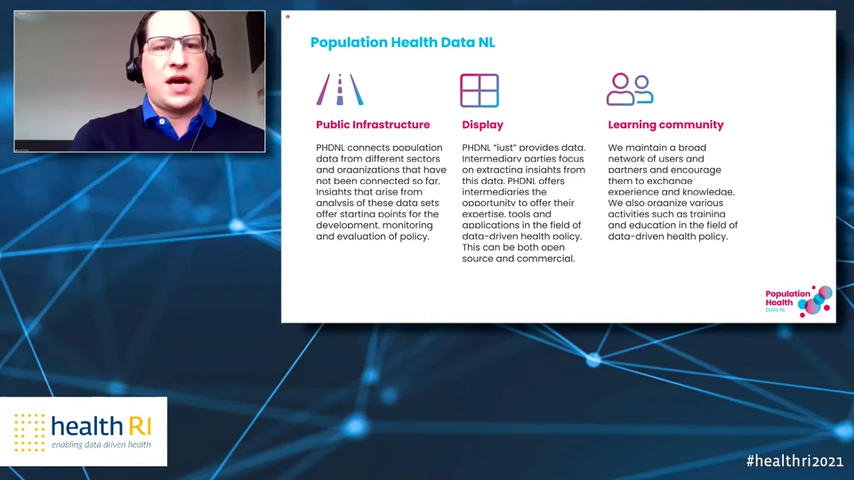 Population Health Data NL
Public Infrastructure
PHDNL connects population
data from different sectors
and organizations that have
not been connected so far.
Insights that arise from
analysis of these data sets
offer starting points for the
development, monitoring
and evaluation of policy.
Display
PHDNL "just" provides data.
Intermediary parties focus
on extracting insights from
this data. PHDNL offers
intermediaries the
opportunity to offer their
expertise, tools and
applications in the field of
data-driven health policy.
This can be both open
source and commercial.
Learning community
We maintain a broad
network of users and
partners and encourage
them to exchange
experience and knowledge.
We also organize various
activities such as training
and education in the field of
data-driven health policy.
Population
Health
Data NL
health RI
enabling data driven health
#healthri2021